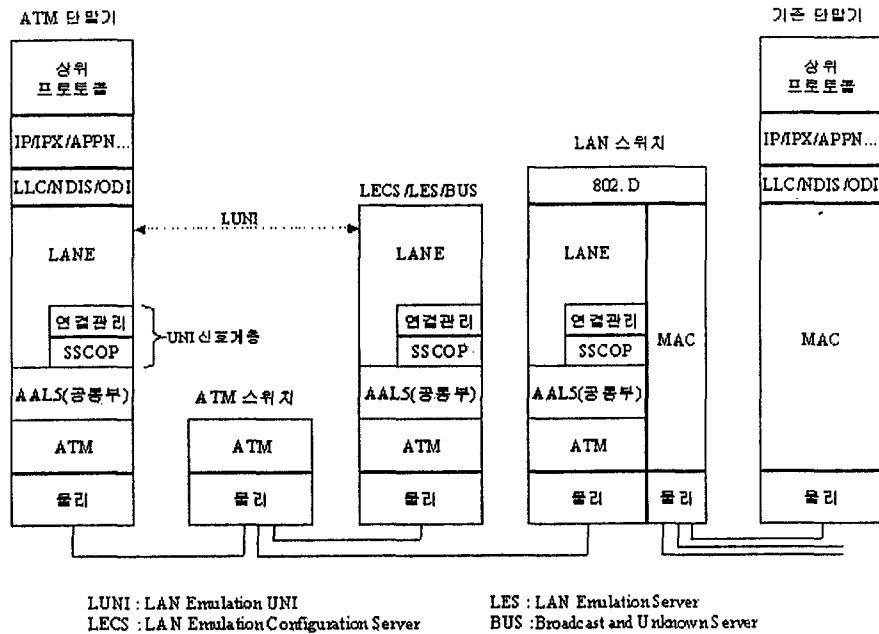 ATM 단말기
상위
프로토콜
IP/IPX/APPN...
LLC/NDIS/ODI
LANE
연결관리
SSCOP
AAL5(공통부)
ATM
물리
LUNI
UNI 신호계층
ATM 스위치
ATM
물리
LECS/LES/BUS
LANE
연결관리
SSCOP
AAL5(공통부)
ATM
물리
LAN 스위치
802.D
LANE
연결관리
SSCOP
AAL5(공통부)
ATM
물리
MAC
물리
기존 단말기
상위
프로토콜
IP/IPX/APPN...
LLC/NDIS/ODI
MAC
물리
LUNI : LAN Emulation UNI
LES : LAN Emulation Server
LECS : LAN Emulation Configuration Server
BUS : Broadcast and Unknown Server